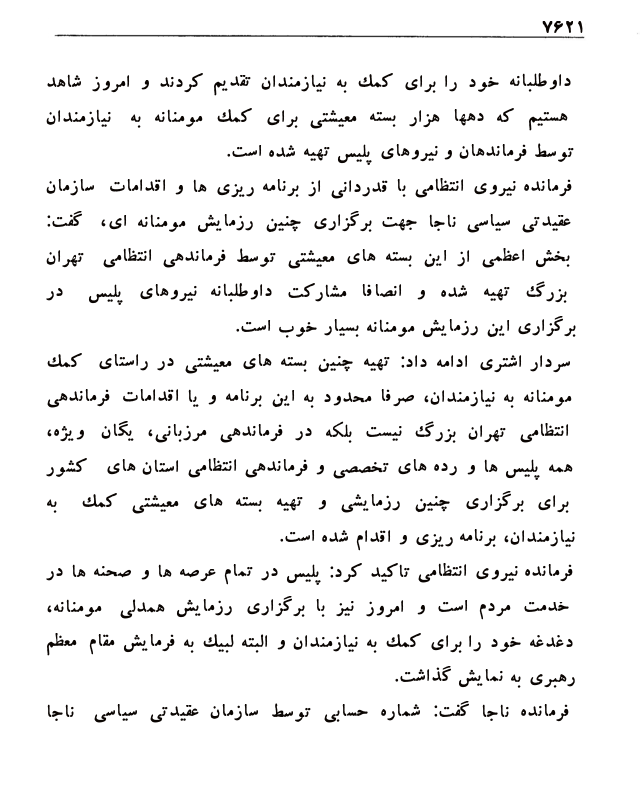 ۷۶۲۱
داوطلبانه خود را برای کمك به نیازمندان تقدیم کردند و امروز شاهد
هستیم که دهها هزار بسته معیشتی برای کمك مومنانه به نیازمندان
توسط فرماندهان و نیروهای پلیس تهیه شده است.
فرمانده نیروی انتظامی با قدردانی از برنامه ریزی ها و اقدامات سازمان
عقیدتی سیاسی ناجا جهت برگزاری چنین رزمایش مومنانه ای، گفت:
بخش اعظمی از این بسته های معیشتی توسط فرماندهی انتظامی تهران
بزرگ تهیه شده و انصافا مشارکت داوطلبانه نیروهای پلیس در
برگزاری این رزمایش مومنانه بسیار خوب است.
سردار اشتری ادامه داد: تهیه چنین بسته های معیشتی در راستای کمك
مومنانه به نیازمندان، صرفا محدود به این برنامه و یا اقدامات فرماندهی
انتظامی تهران بزرگ نیست بلکه در فرماندهی مرزبانی، یگان ویژه،
همه پلیس ها و رده های تخصصی و فرماندهی انتظامی استان های کشور
برای برگزاری چنین رزمایشی و تهیه بسته های معیشتی کمك به
نیازمندان، برنامه ریزی و اقدام شده است.
فرمانده نیروی انتظامی تاکید کرد: پلیس در تمام عرصه ها و صحنه ها در
خدمت مردم است و امروز نیز با برگزاری رزمایش همدلی مومنانه،
دغدغه خود را برای کمك به نیازمندان و البته لبیك به فرمایش مقام معظم
رهبری به نمایش گذاشت.
فرمانده ناجا گفت: شماره حسابی توسط سازمان عقیدتی سیاسی ناجا